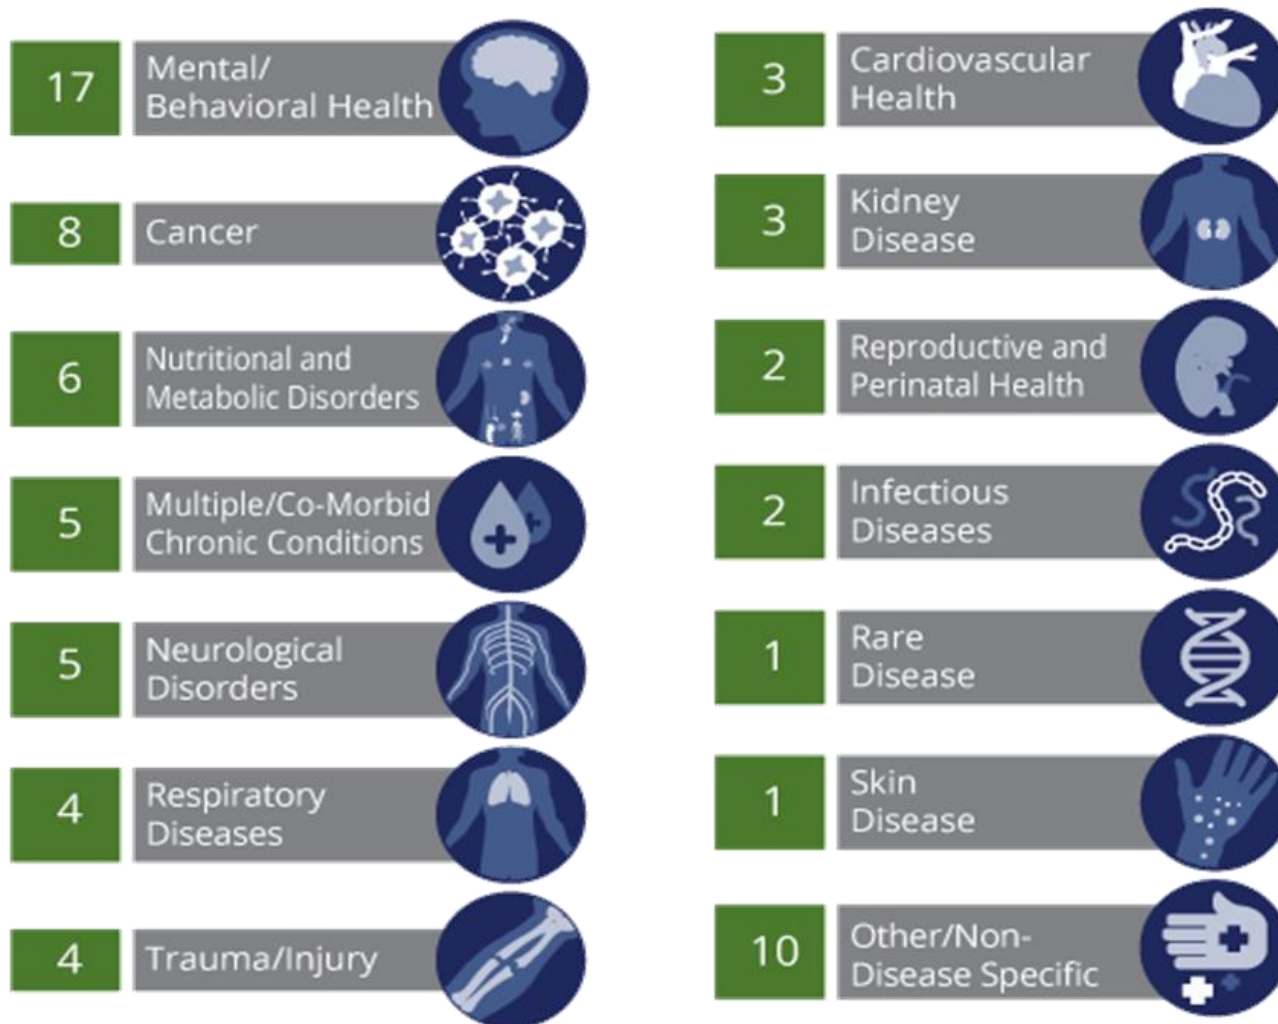 17
Mental/
Behavioral Health
8
Cancer
6
Nutritional and
Metabolic Disorders
5
Multiple/Co-Morbid
Chronic Conditions
5
Neurological
Disorders
4
Respiratory
Diseases
4
Trauma/Injury
3
Cardiovascular
Health
3
Kidney
Disease
2
Reproductive and
Perinatal Health
2
Infectious
Diseases
1
Rare
Disease
1
Skin
Disease
10
Other/Non-
Disease Specific